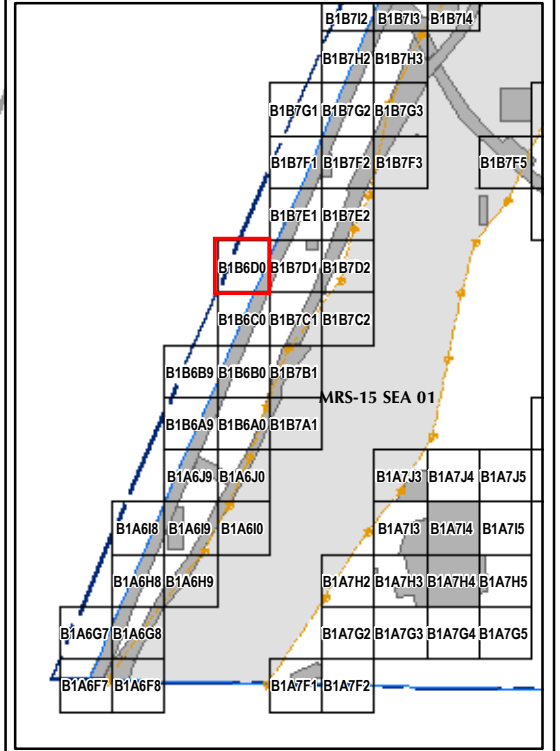 B1B7I2 B1B7I3 B1B7I4
B1B7H2 B1B7H3
B1B7G1 B1B7G2 B1B7G3
B1B7F1 B1B7F2 B1B7F3 B1B7F5
B1B7E1 B1B7E2
B1B6D0 B1B7D1 B1B7D2
B1B6C0 B1B7C1 B1B7C2
B1B6B9 B1B6B0 B1B7B1
MRS-15 SEA 01
B1B6A9 B1B6A0 B1B7A1
B1A6J9 B1A6J0 B1A7J3 B1A7J4 B1A7J5
B1A6I8 B1A6I9 B1A6I0 B1A7I3 B1A7I4 B1A7I5
B1A6H8 B1A6H9 B1A7H2 B1A7H3 B1A7H4 B1A7H5
B1A6G7 B1A6G8 B1A7G2 B1A7G3 B1A7G4 B1A7G5
B1A6F7 B1A6F8 B1A7F1 B1A7F2